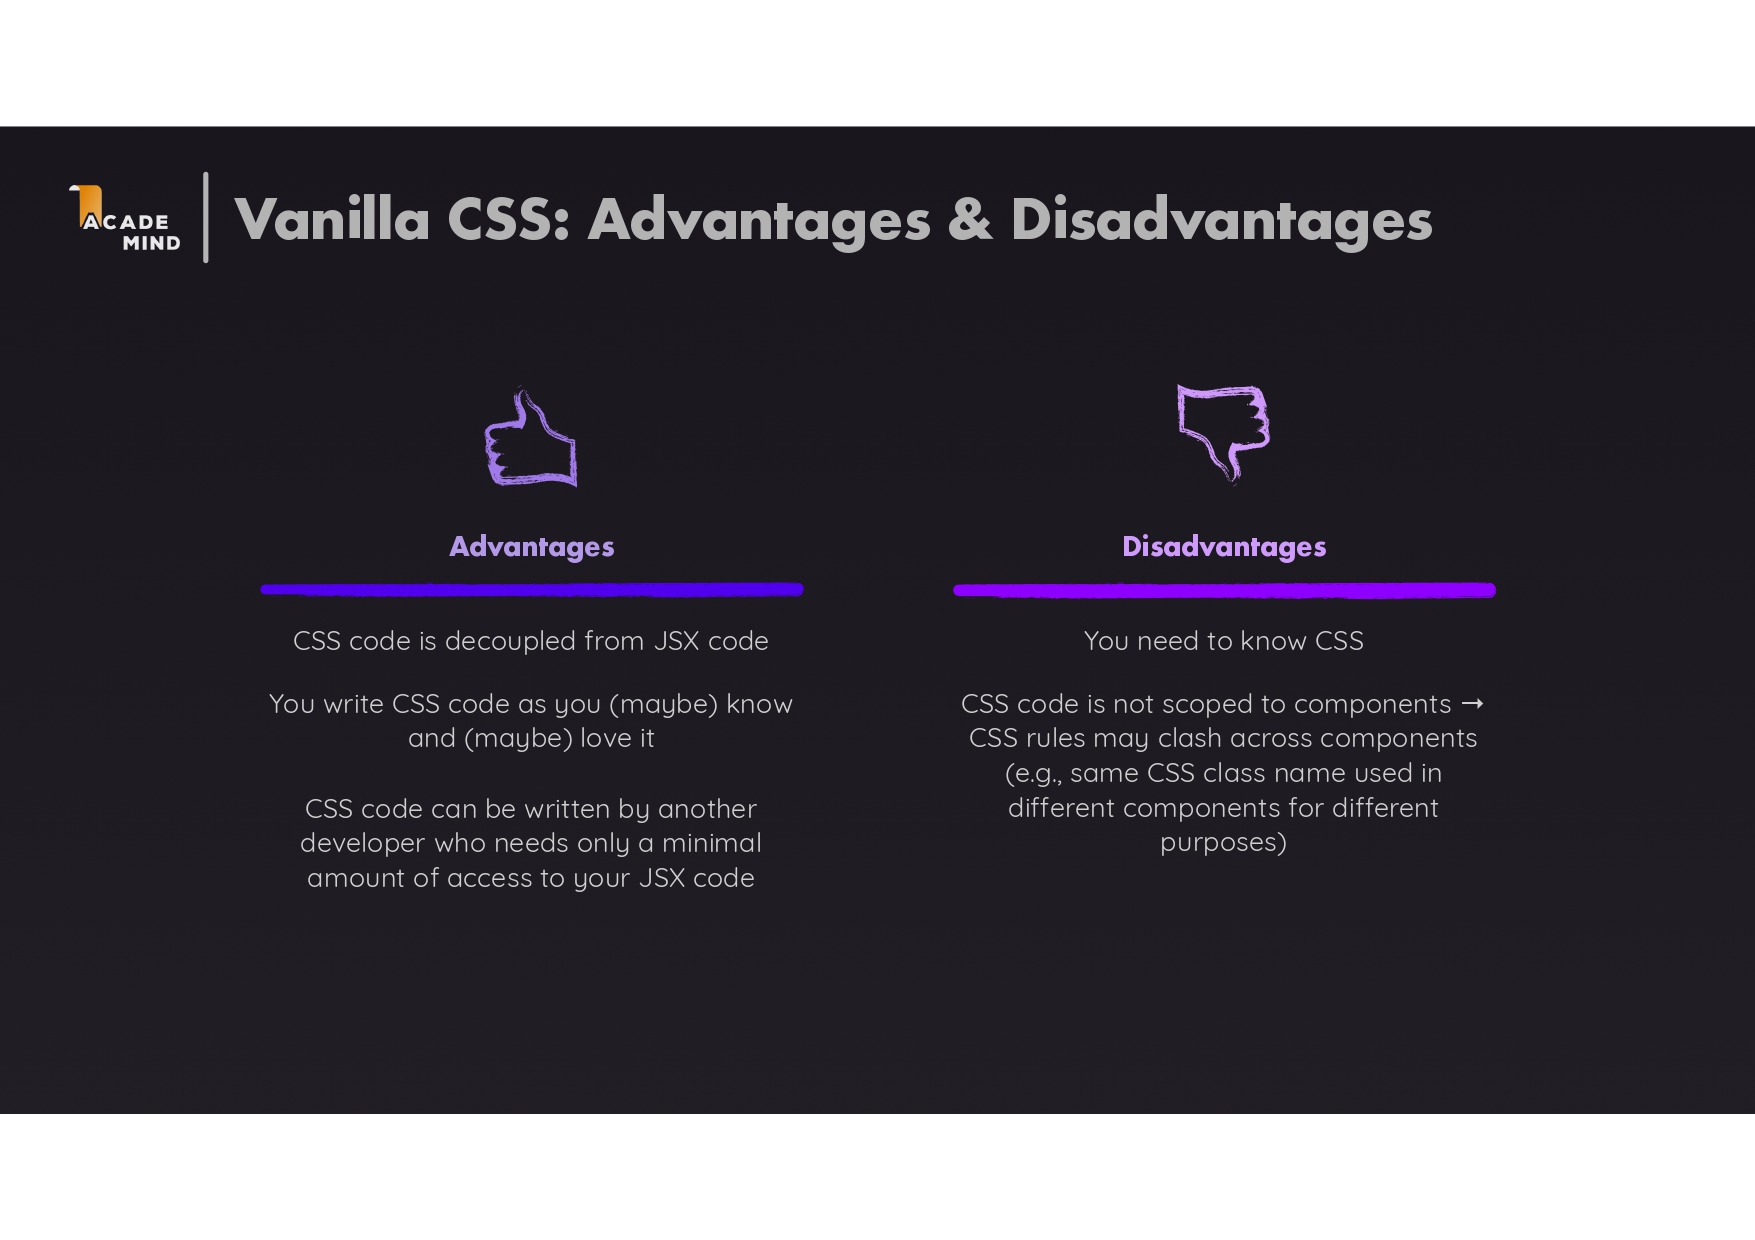 ACADE
MIND
Vanilla CSS: Advantages & Disadvantages
Advantages
CSS code is decoupled from JSX code
You write CSS code as you (maybe) know
and (maybe) love it
CSS code can be written by another
developer who needs only a minimal
amount of access to your JSX code
Disadvantages
You need to know CSS
CSS code is not scoped to components →
CSS rules may clash across components
(e.g., same CSS class name used in
different components for different
purposes)